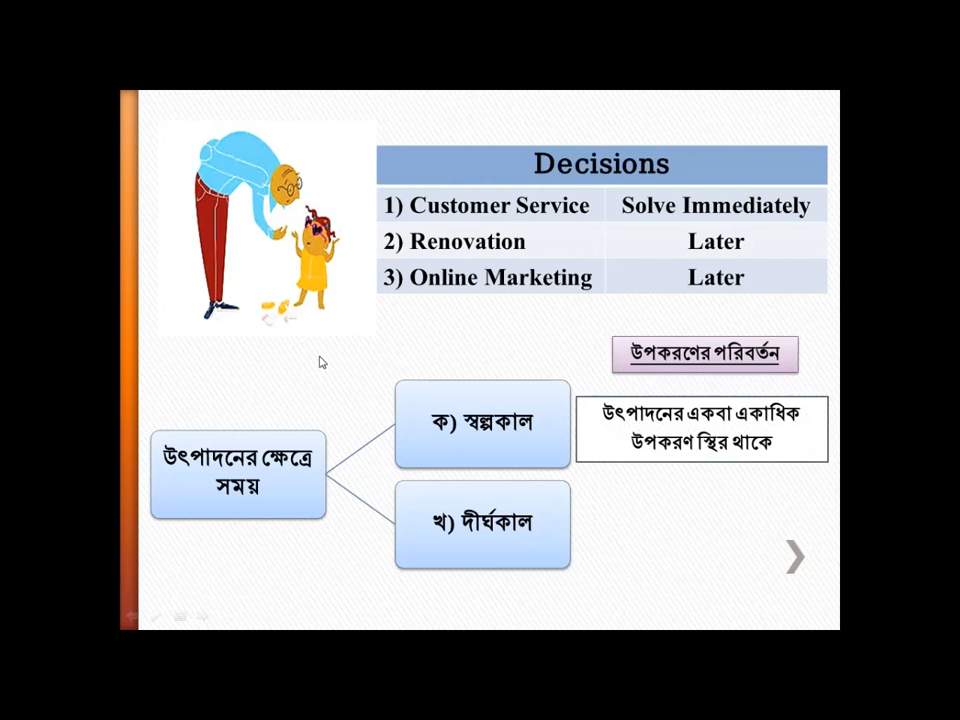 Decisions
1) Customer Service Solve Immediately
2) Renovation Later
3) Online Marketing Later
উপকরণের পরিবর্তন
ক) স্বল্পকাল
উৎপাদনের একবা একাধিক
উপকরণ স্থির থাকে
উৎপাদনের ক্ষেত্রে
সময়
খ) দীর্ঘকাল